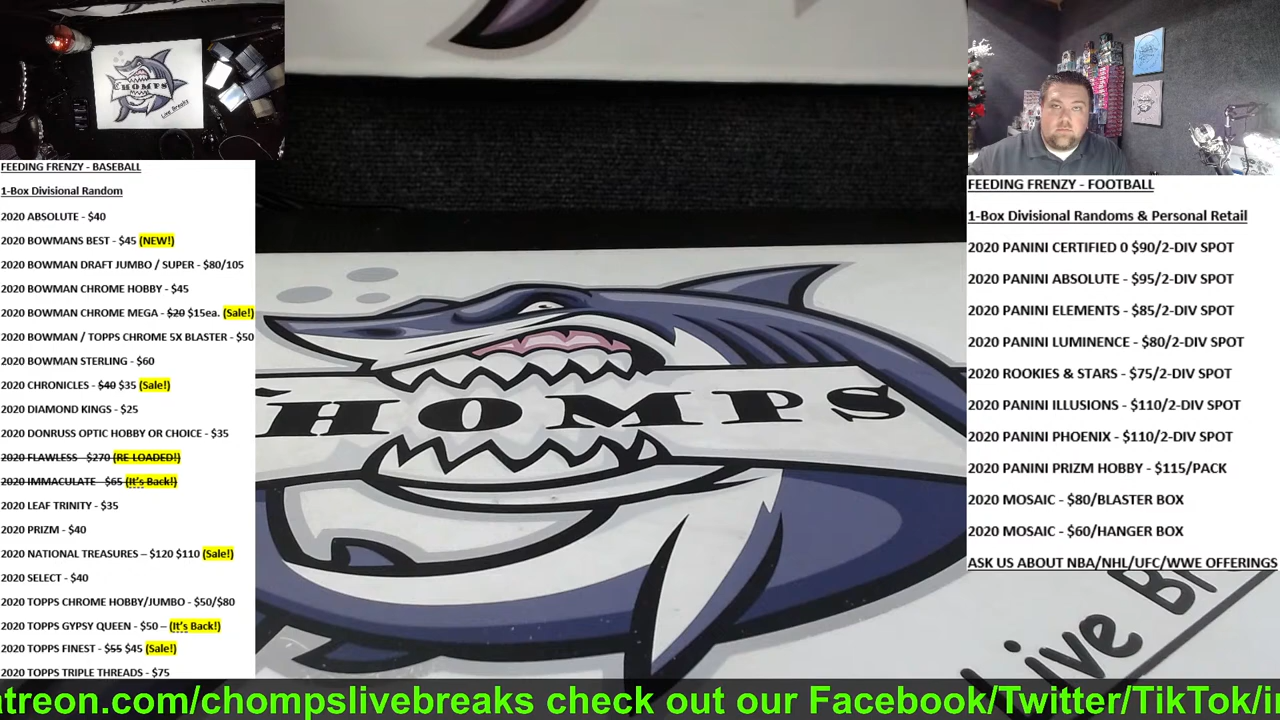 CHOMPS
Live Breaks
FEEDING FRENZY - BASEBALL
1-Box Divisional Random
2020 ABSOLUTE - $40
2020 BOWMANS BEST - $45 (NEW!)
2020 BOWMAN DRAFT JUMBO / SUPER - $80/105
2020 BOWMAN CHROME HOBBY - $45
2020 BOWMAN CHROME MEGA - $20 $15ea. (Sale!)
2020 BOWMAN / TOPPS CHROME 5X BLASTER - $50
2020 BOWMAN STERLING - $60
2020 CHRONICLES - $40 $35 (Sale!)
2020 DIAMOND KINGS - $25
2020 DONRUSS OPTIC HOBBY OR CHOICE - $35
2020 FLAWLESS - $270 (RE LOADED!)
2020 IMMACULATE - $65 (It's Back!)
2020 LEAF TRINITY - $35
2020 PRIZM - $40
2020 NATIONAL TREASURES – $120 $110 (Sale!)
2020 SELECT - $40
2020 TOPPS CHROME HOBBY/JUMBO - $50/$80
2020 TOPPS GYPSY QUEEN - $50 – (It's Back!)
2020 TOPPS FINEST - $55 $45 (Sale!)
2020 TOPPS TRIPLE THREADS - $75
HOMPS
Live Br
FEEDING FRENZY - FOOTBALL
1-Box Divisional Randoms & Personal Retail
2020 PANINI CERTIFIED 0 $90/2-DIV SPOT
2020 PANINI ABSOLUTE - $95/2-DIV SPOT
2020 PANINI ELEMENTS - $85/2-DIV SPOT
2020 PANINI LUMINENCE - $80/2-DIV SPOT
2020 ROOKIES & STARS - $75/2-DIV SPOT
2020 PANINI ILLUSIONS - $110/2-DIV SPOT
2020 PANINI PHOENIX - $110/2-DIV SPOT
2020 PANINI PRIZM HOBBY - $115/PACK
2020 MOSAIC - $80/BLASTER BOX
2020 MOSAIC - $60/HANGER BOX
ASK US ABOUT NBA/NHL/UFC/WWE OFFERINGS
atreon.com/chompslivebreaks check out our Facebook/Twitter/TikTok/i